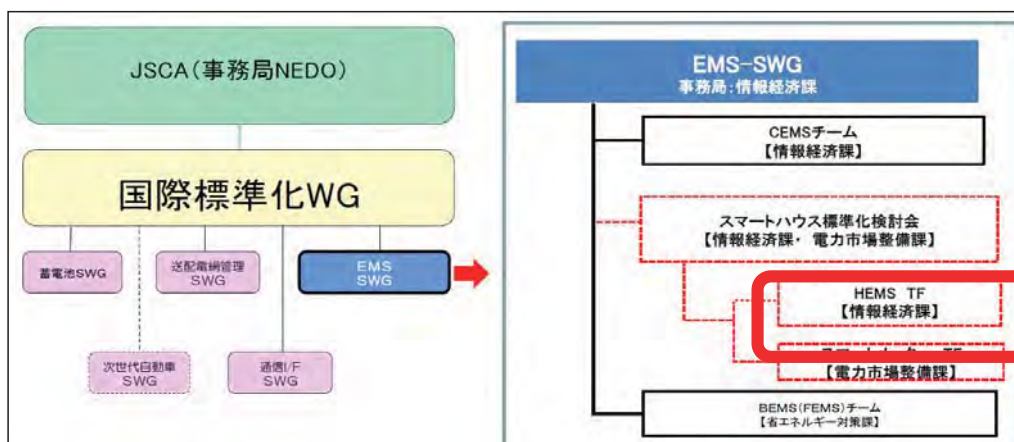 JSCA(事務局NEDO)
国際標準化WG
蓄電池SWG
送配電網管理
SWG
EMS
SWG
次世代自動車
SWG
通信I/F
SWG
EMS-SWG
事務局:情報経済課
CEMSチーム
【情報経済課】
スマートハウス標準化検討会
【情報経済課・ 電力市場整備課】
HEMS TF
【情報経済課】
【電力市場整備課】
BEMS(FEMS)チーム
【省エネルギー対策課】